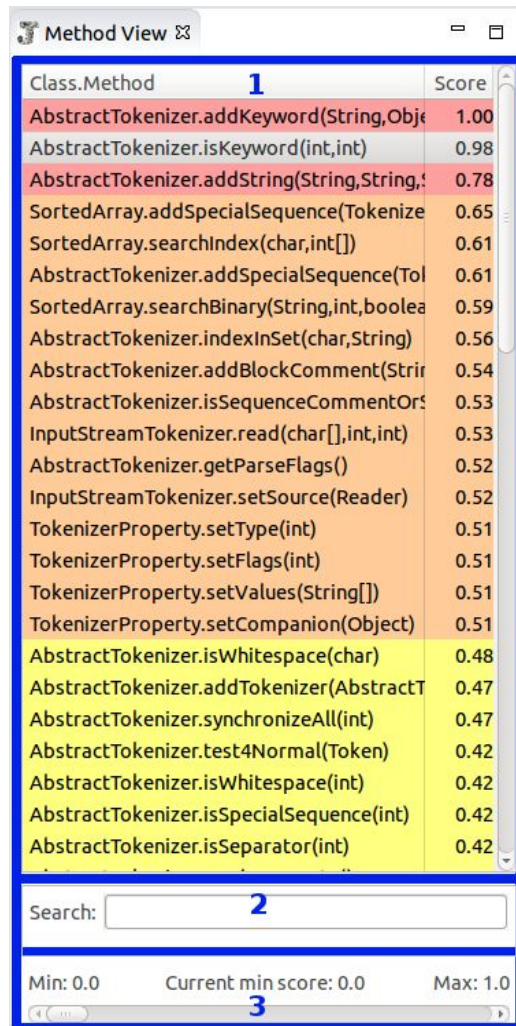 Method View
Class.Method 1 Score
AbstractTokenizer.addKeyword(String,Obje 1.00
AbstractTokenizer.isKeyword(int,int) 0.98
AbstractTokenizer.addString(String,String,S 0.78
SortedArray.addSpecialSequence(Tokenize 0.65
SortedArray.searchIndex(char,int[]) 0.61
AbstractTokenizer.addSpecialSequence(Tok 0.61
SortedArray.searchBinary(String,int,boolea 0.59
AbstractTokenizer.indexInSet(char,String) 0.56
AbstractTokenizer.addBlockComment(Strin 0.54
AbstractTokenizer.isSequenceCommentOrS 0.53
InputStreamTokenizer.read(char[],int,int) 0.53
AbstractTokenizer.getParseFlags() 0.52
InputStreamTokenizer.setSource(Reader) 0.52
TokenizerProperty.setType(int) 0.51
TokenizerProperty.setFlags(int) 0.51
TokenizerProperty.setValues(String[]) 0.51
TokenizerProperty.setCompanion(Object) 0.51
AbstractTokenizer.isWhitespace(char) 0.48
AbstractTokenizer.addTokenizer(AbstractT 0.47
AbstractTokenizer.synchronizeAll(int) 0.47
AbstractTokenizer.test4Normal(Token) 0.42
AbstractTokenizer.isWhitespace(int) 0.42
AbstractTokenizer.isSpecialSequence(int) 0.42
AbstractTokenizer.isSeparator(int) 0.42
Search: 2
Min: 0.0 Current min score: 0.0 Max: 1.0
3